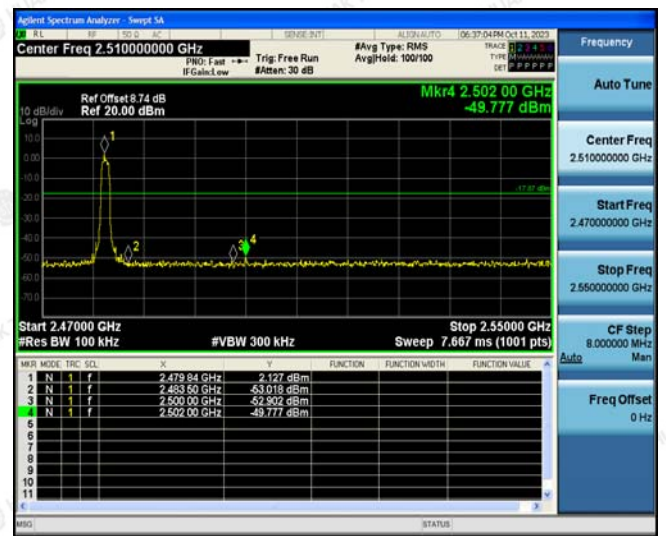 Agilent Spectrum Analyzer - Swept SA
RL RF 50 Ω AC SENSE:INT ALIGNAUTO 06:37:04PM Oct 11, 2023
Center Freq 2.510000000 GHz
PNO: Fast Trig: Free Run #Avg Type: RMS TRACE 1 2 3 4 5 6
IFGain:Low #Atten: 30 dB Avg|Hold: 100/100 TYPE M
DET P P P P P P
Frequency
Auto Tune
Ref Offset 8.74 dB Mkr4 2.502 00 GHz
10 dB/div Ref 20.00 dBm -49.777 dBm
Log
10.0
0.00
-10.0
-20.0
-30.0
-40.0
-50.0
-60.0
-70.0
1
2
3
4
-17.87 dBm
Center Freq
2.510000000 GHz
Start Freq
2.470000000 GHz
Stop Freq
2.550000000 GHz
CF Step
8.000000 MHz
Auto Man
Freq Offset
0 Hz
Start 2.47000 GHz Stop 2.55000 GHz
#Res BW 100 kHz #VBW 300 kHz Sweep 7.667 ms (1001 pts)
MKR MODE TRC SCL X Y FUNCTION FUNCTION WIDTH FUNCTION VALUE
1 N 1 f 2.479 84 GHz 2.127 dBm
2 N 1 f 2.483 50 GHz -53.018 dBm
3 N 1 f 2.500 00 GHz -52.902 dBm
4 N 1 f 2.502 00 GHz -49.777 dBm
5
6
7
8
9
10
11
MSG STATUS